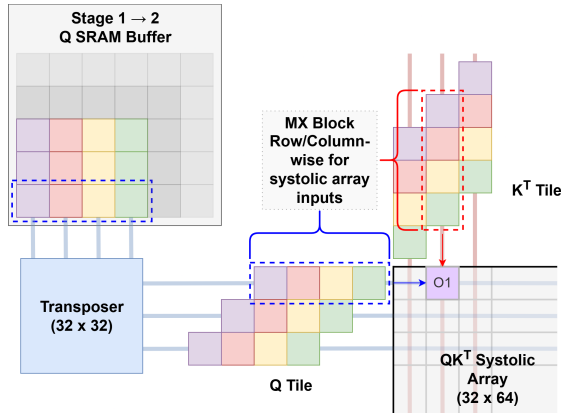 Stage 1 → 2
Q SRAM Buffer
MX Block
Row/Column-
wise for
systolic array
inputs
K^T Tile
O1
Transposer
(32 x 32)
Q Tile
QK^T Systolic
Array
(32 x 64)